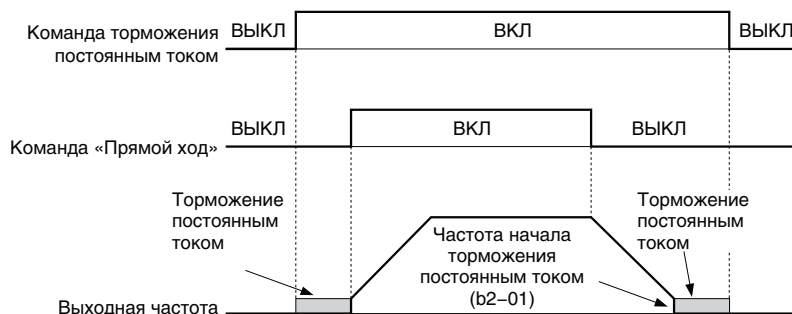 Команда торможения
постоянным током
ВЫКЛ
ВКЛ
ВЫКЛ
Команда «Прямой ход»
ВЫКЛ
ВКЛ
ВЫКЛ
Торможение
постоянным
током
Частота начала
торможения
постоянным током
(b2−01)
Торможение
постоянным
током
Выходная частота